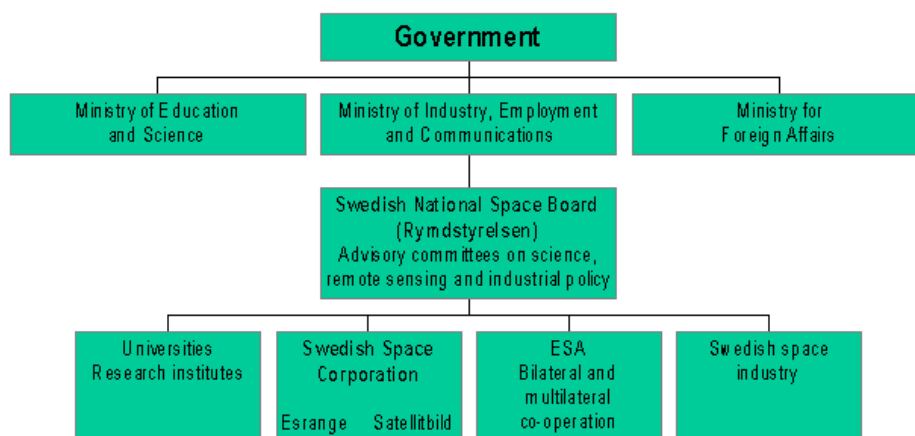 Government
Ministry of Education
and Science
Ministry of Industry, Employment
and Communications
Ministry for
Foreign Affairs
Swedish National Space Board
(Rymdstyrelsen)
Advisory committees on science,
remote sensing and industrial policy
Universities
Research institutes
Swedish Space
Corporation
Esrange Satellitbild
ESA
Bilateral and
multilateral
co-operation
Swedish space
industry